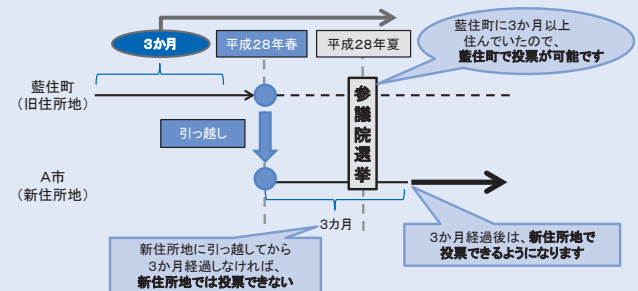 3か月
平成28年春
平成28年夏
藍住町に3か月以上
住んでいたので、
藍住町で投票が可能です
藍住町
(旧住所地)
参議院選挙
引っ越し
A市
(新住所地)
3カ月
新住所地に引っ越してから
3か月経過しなければ、
新住所地では投票できない
3か月経過後は、新住所地で
投票できるようになります